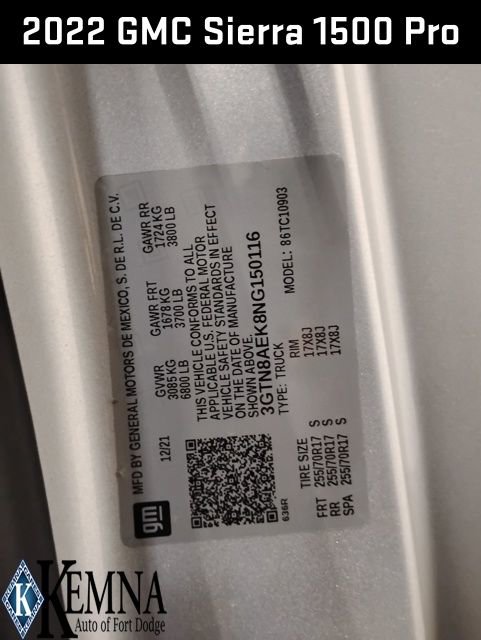 2022 GMC Sierra 1500 Pro
MFD BY GENERAL MOTORS DE MEXICO, S. DE R.L. DE C.V.
12/21
GVWR
3085 KG
6800 LB
GAWR FRT
1678 KG
3700 LB
GAWR RR
1724 KG
3800 LB
THIS VEHICLE CONFORMS TO ALL
APPLICABLE U.S. FEDERAL MOTOR
VEHICLE SAFETY STANDARDS IN EFFECT
ON THE DATE OF MANUFACTURE
SHOWN ABOVE.
3GTN8AEK8NG150116
TYPE: TRUCK
MODEL: 86TC10903
gm
636R
TIRE SIZE RIM
FRT 255/70R17 S 17X8J
RR 255/70R17 S 17X8J
SPA 255/70R17 S 17X8J
K KEMNA
Auto of Fort Dodge